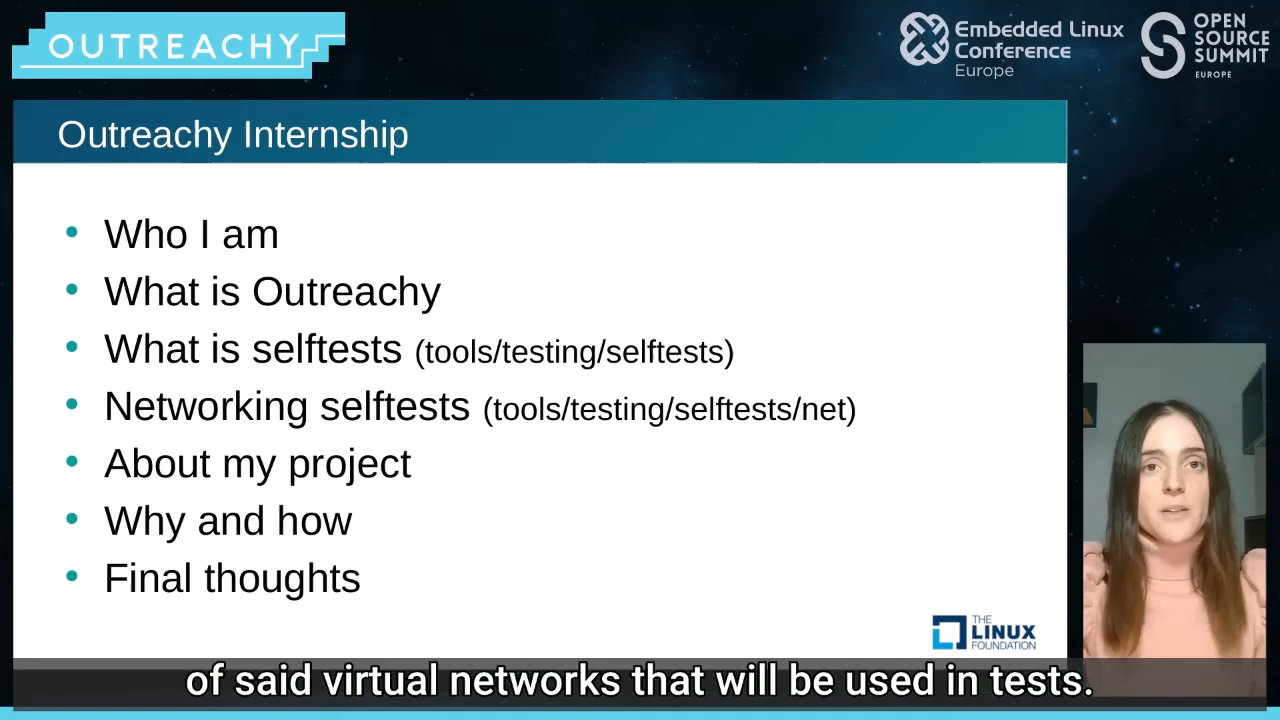 OUTREACHY
Embedded Linux
Conference
Europe
OPEN
SOURCE
SUMMIT
EUROPE
Outreachy Internship
• Who I am
• What is Outreachy
• What is selftests (tools/testing/selftests)
• Networking selftests (tools/testing/selftests/net)
• About my project
• Why and how
• Final thoughts
THE
LINUX
FOUNDATION
of said virtual networks that will be used in tests.